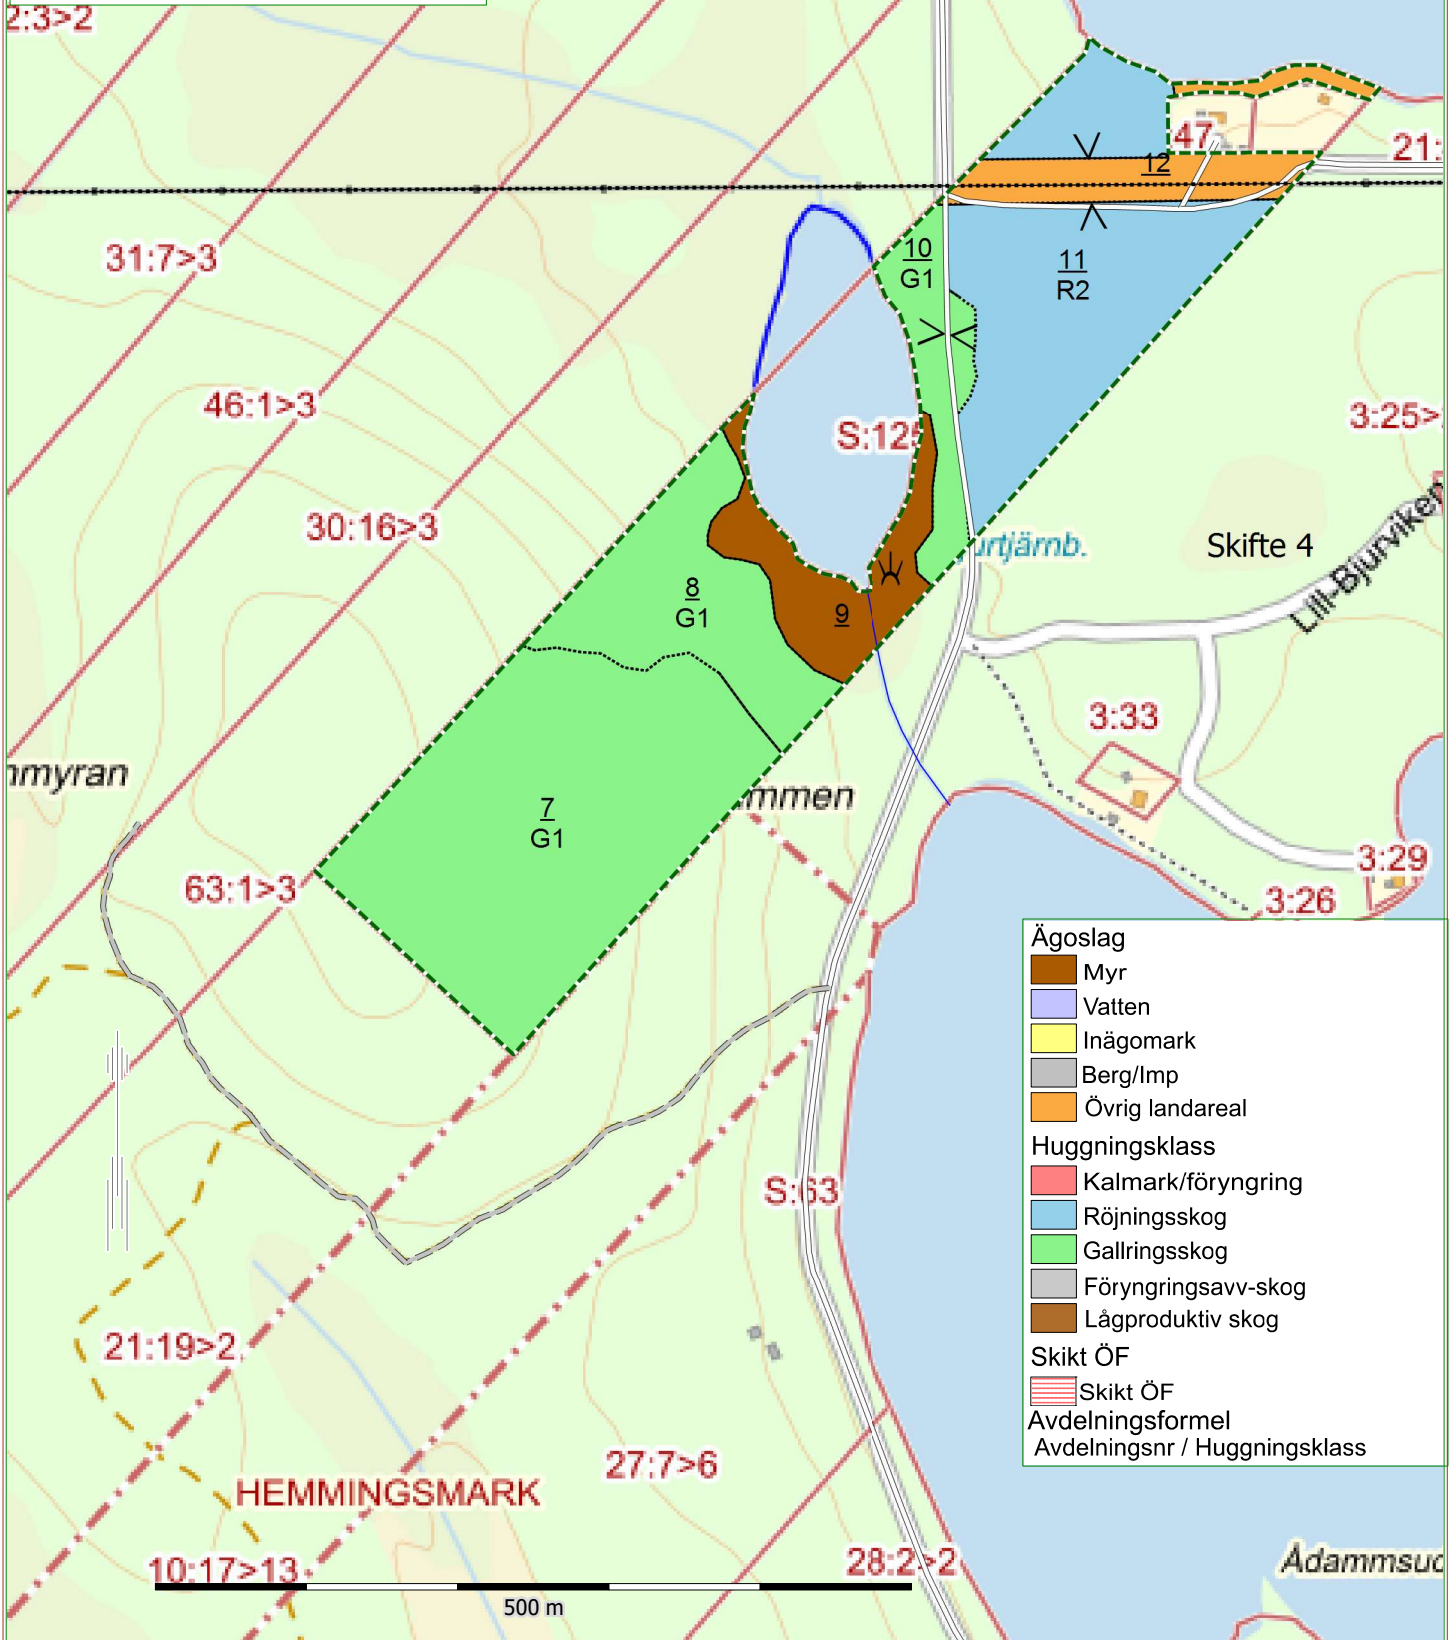 2:3>2
47
12
21:
10
G1
11
R2
31:7>3
46:1>3
3:25>
S:125
30:16>3
urtjärnb.
Skifte 4
Lill-Bjurviken
8
G1
9
3:33
myran
mmen
7
G1
63:1>3
3:29
3:26
Ägoslag
Myr
Vatten
Inägomark
Berg/Imp
Övrig landareal
Huggningsklass
Kalmark/föryngring
Röjningsskog
Gallringsskog
Föryngringsavv-skog
Lågproduktiv skog
Skikt ÖF
Skikt ÖF
Avdelningsformel
Avdelningsnr / Huggningsklass
S:63
21:19>2
27:7>6
HEMMINGSMARK
10:17>13
28:2>2
Ådammsud
500 m